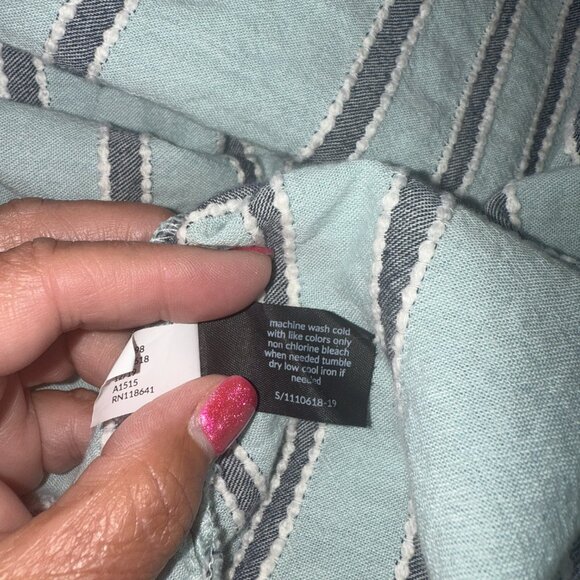 A1515
RN118641
machine wash cold
with like colors only
non chlorine bleach
when needed tumble
dry low cool iron if
needed
S/1110618-19